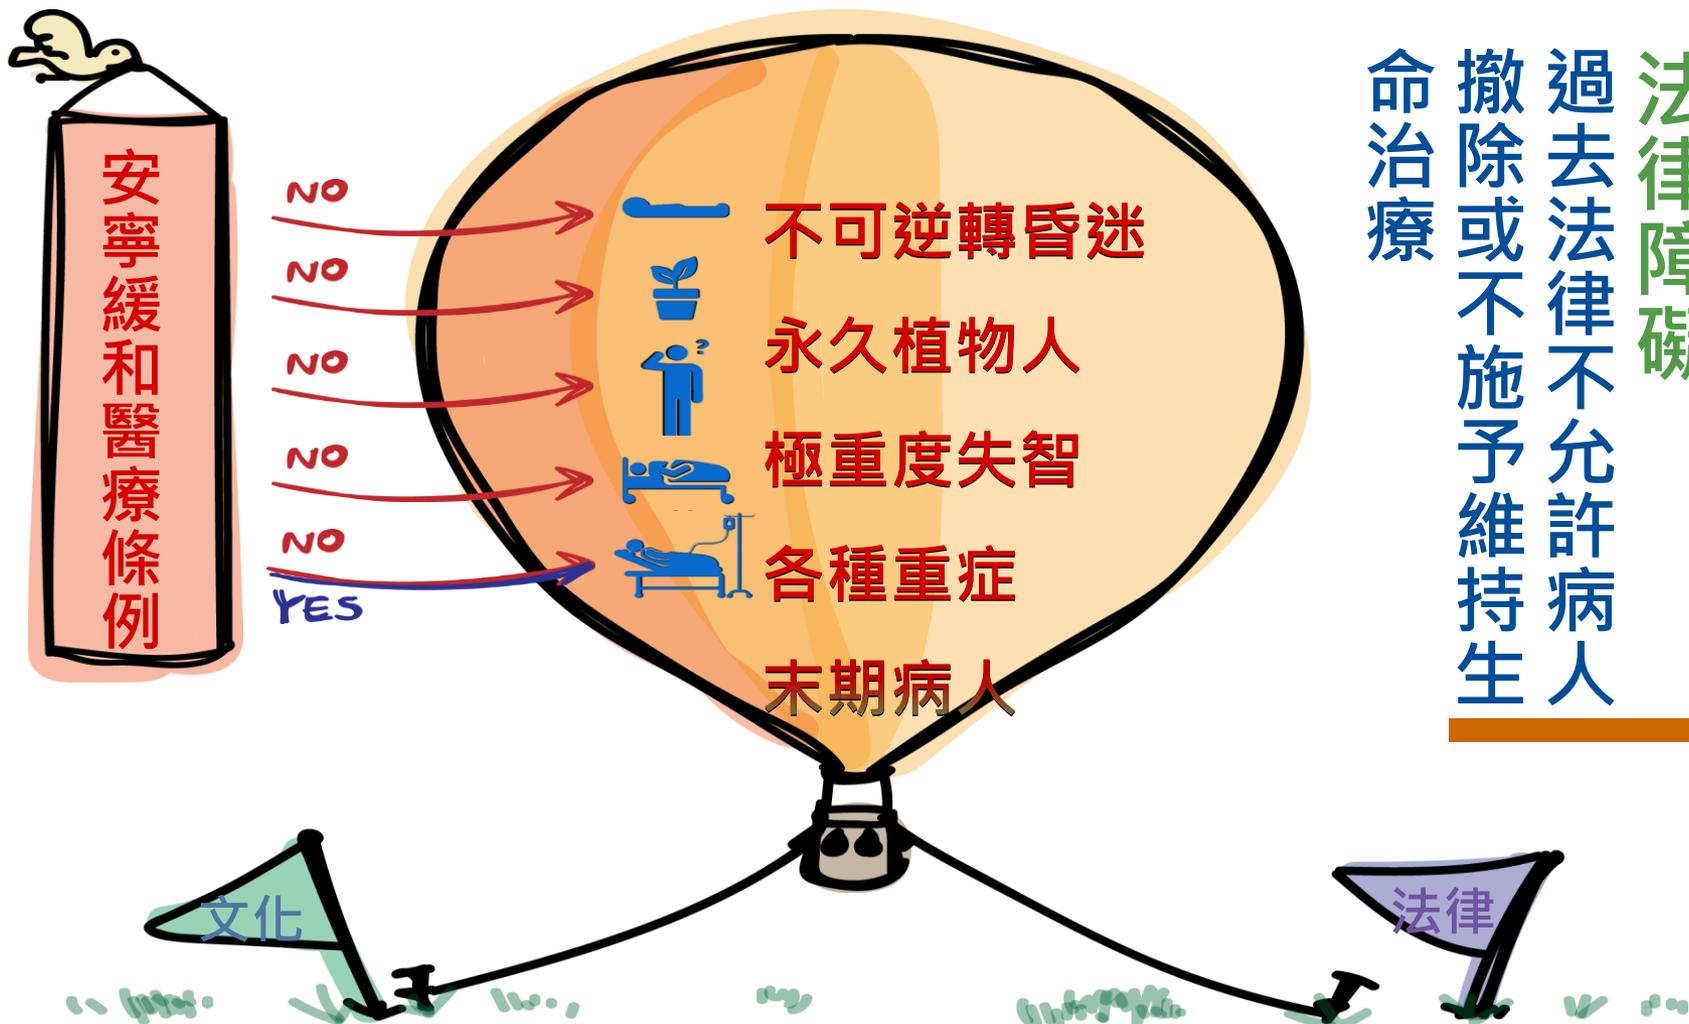 法律障礙
過去法律不允許病人
撤除或不施予維持生
命治療
安寧緩和醫療條例
NO
NO
NO
NO
NO
YES
不可逆轉昏迷
永久植物人
?
極重度失智
各種重症
末期病人
文化
法律